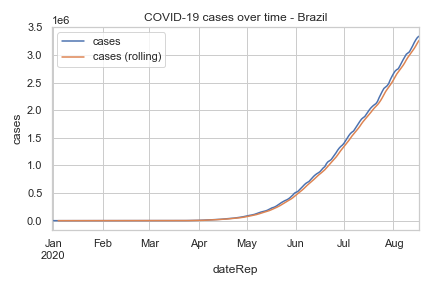 COVID-19 cases over time - Brazil
1e6
cases
cases (rolling)
3.5
3.0
2.5
2.0
1.5
1.0
0.5
0.0
cases
Jan Feb Mar Apr May Jun Jul Aug
2020
dateRep